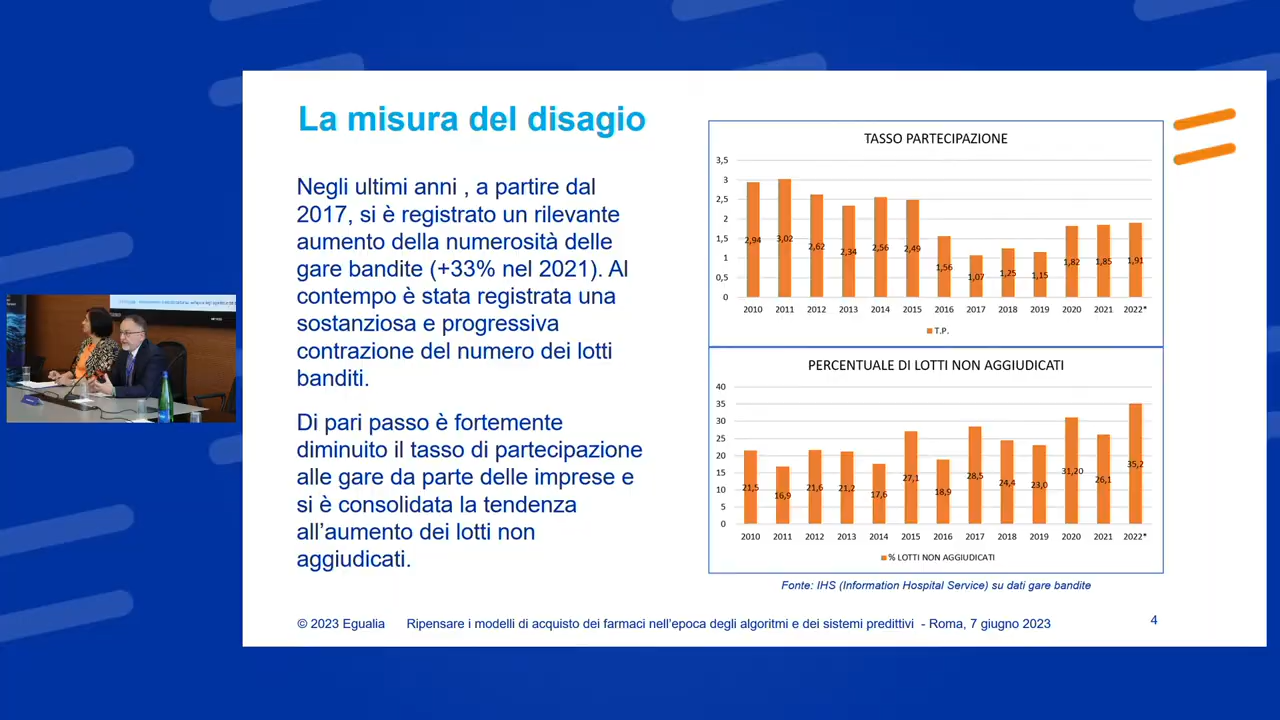 La misura del disagio
Negli ultimi anni , a partire dal
2017, si è registrato un rilevante
aumento della numerosità delle
gare bandite (+33% nel 2021). Al
contempo è stata registrata una
sostanziosa e progressiva
contrazione del numero dei lotti
banditi.
Di pari passo è fortemente
diminuito il tasso di partecipazione
alle gare da parte delle imprese e
si è consolidata la tendenza
all'aumento dei lotti non
aggiudicati.
TASSO PARTECIPAZIONE
3,5
3
2,5
2
1,5
1
0,5
0
2,94 3,02 2,62 2,34 2,56 2,49 1,56 1,07 1,25 1,15 1,82 1,85 1,91
2010 2011 2012 2013 2014 2015 2016 2017 2018 2019 2020 2021 2022*
T.P.
PERCENTUALE DI LOTTI NON AGGIUDICATI
40
35
30
25
20
15
10
5
0
21,5 16,9 21,6 21,2 17,6 27,1 18,9 28,5 24,4 23,0 31,20 26,1 35,2
2010 2011 2012 2013 2014 2015 2016 2017 2018 2019 2020 2021 2022*
% LOTTI NON AGGIUDICATI
Fonte: IHS (Information Hospital Service) su dati gare bandite
© 2023 Egualia Ripensare i modelli di acquisto dei farmaci nell'epoca degli algoritmi e dei sistemi predittivi - Roma, 7 giugno 2023
4